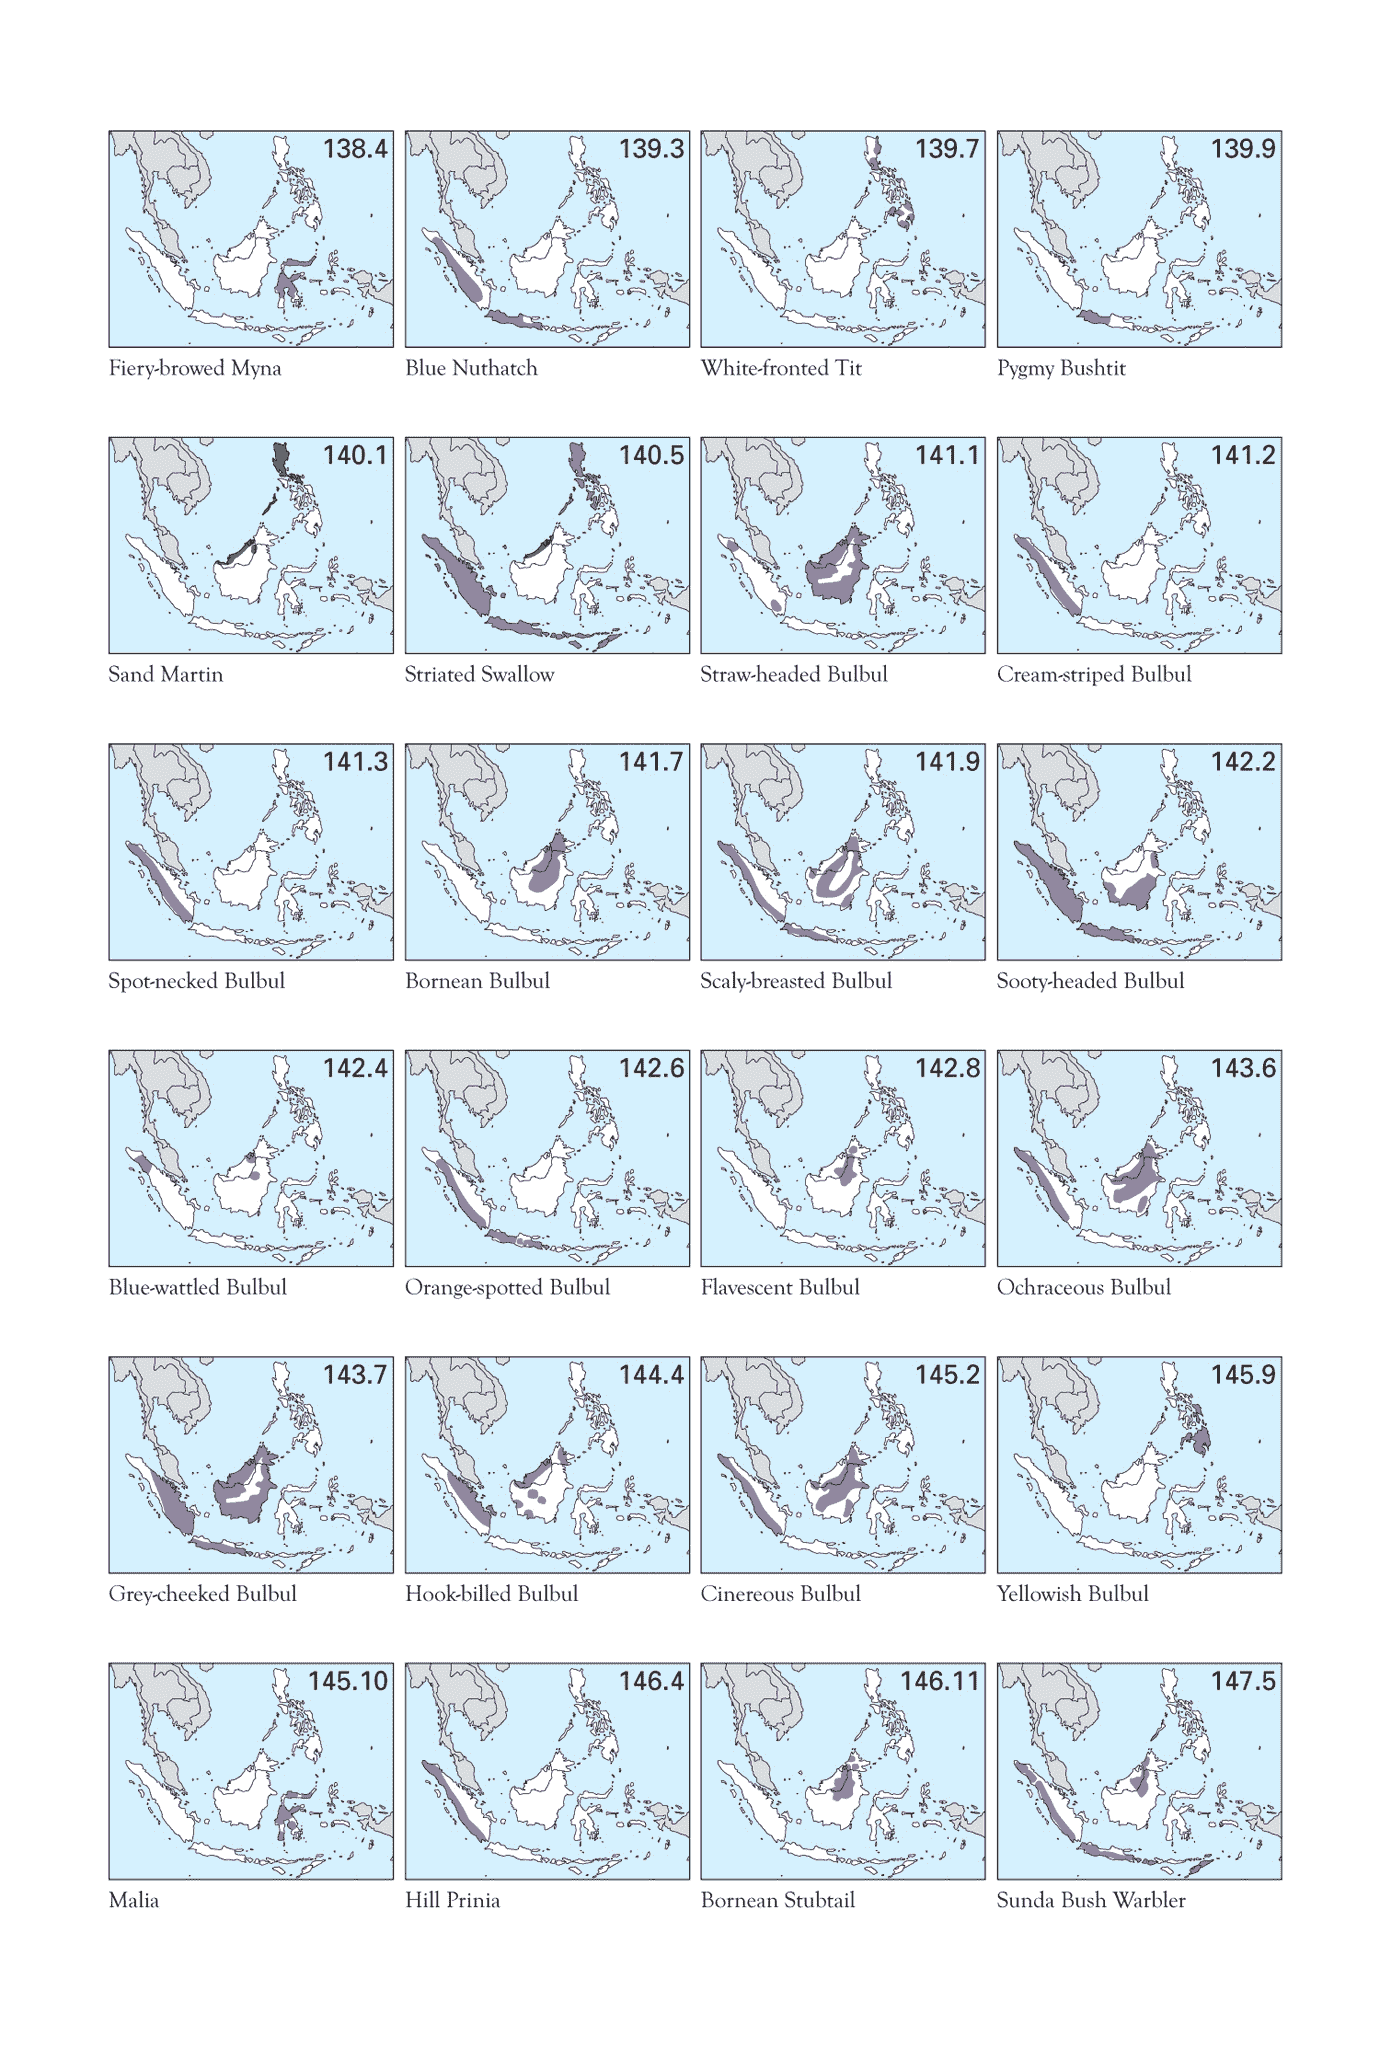 138.4
139.3
139.7
139.9
Fiery-browed Myna
Blue Nuthatch
White-fronted Tit
Pygmy Bushtit
140.1
140.5
141.1
141.2
Sand Martin
Striated Swallow
Straw-headed Bulbul
Cream-striped Bulbul
141.3
141.7
141.9
142.2
Spot-necked Bulbul
Bornean Bulbul
Scaly-breasted Bulbul
Sooty-headed Bulbul
142.4
142.6
142.8
143.6
Blue-wattled Bulbul
Orange-spotted Bulbul
Flavescent Bulbul
Ochraceous Bulbul
143.7
144.4
145.2
145.9
Grey-cheeked Bulbul
Hook-billed Bulbul
Cinereous Bulbul
Yellowish Bulbul
145.10
146.4
146.11
147.5
Malia
Hill Prinia
Bornean Stubtail
Sunda Bush Warbler